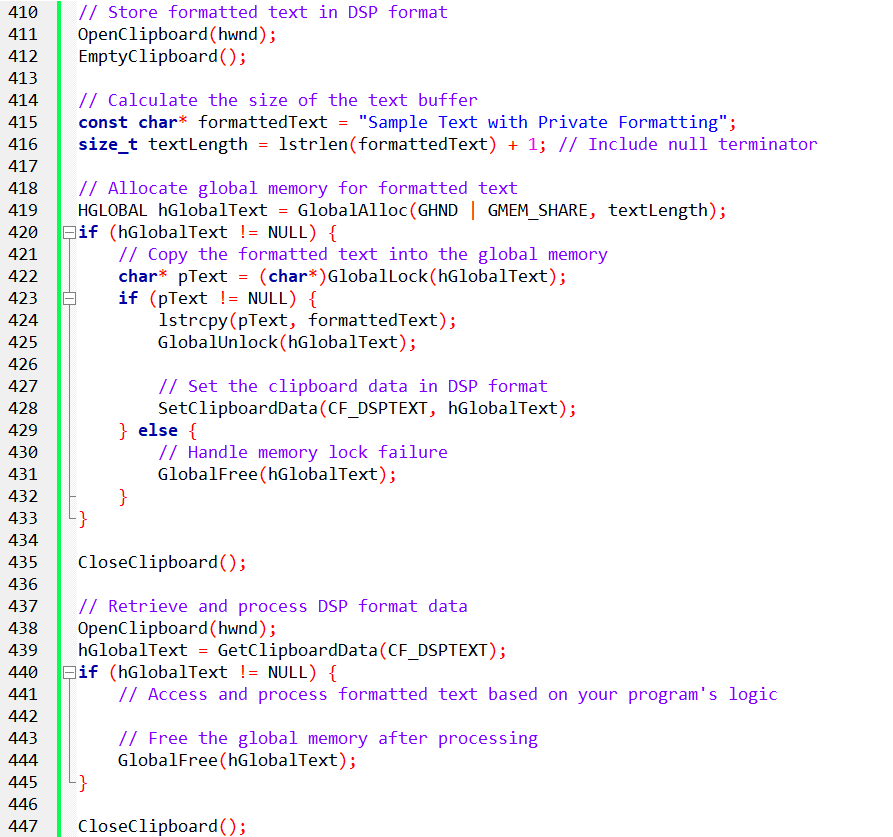 410 // Store formatted text in DSP format
411 OpenClipboard(hwnd);
412 EmptyClipboard();
413
414 // Calculate the size of the text buffer
415 const char* formattedText = "Sample Text with Private Formatting";
416 size_t textLength = lstrlen(formattedText) + 1; // Include null terminator
417
418 // Allocate global memory for formatted text
419 HGLOBAL hGlobalText = GlobalAlloc(GHND | GMEM_SHARE, textLength);
420 if (hGlobalText != NULL) {
421     // Copy the formatted text into the global memory
422     char* pText = (char*)GlobalLock(hGlobalText);
423     if (pText != NULL) {
424         lstrcpy(pText, formattedText);
425         GlobalUnlock(hGlobalText);
426
427         // Set the clipboard data in DSP format
428         SetClipboardData(CF_DSPTEXT, hGlobalText);
429     } else {
430         // Handle memory lock failure
431         GlobalFree(hGlobalText);
432     }
433 }
434
435 CloseClipboard();
436
437 // Retrieve and process DSP format data
438 OpenClipboard(hwnd);
439 hGlobalText = GetClipboardData(CF_DSPTEXT);
440 if (hGlobalText != NULL) {
441     // Access and process formatted text based on your program's logic
442
443     // Free the global memory after processing
444     GlobalFree(hGlobalText);
445 }
446
447 CloseClipboard();